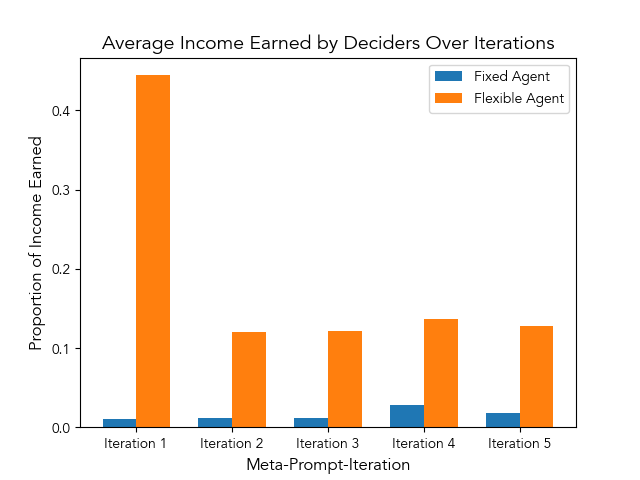 Average Income Earned by Deciders Over Iterations
Fixed Agent
Flexible Agent
Proportion of Income Earned
0.4
0.3
0.2
0.1
0.0
Iteration 1
Iteration 2
Iteration 3
Iteration 4
Iteration 5
Meta-Prompt-Iteration